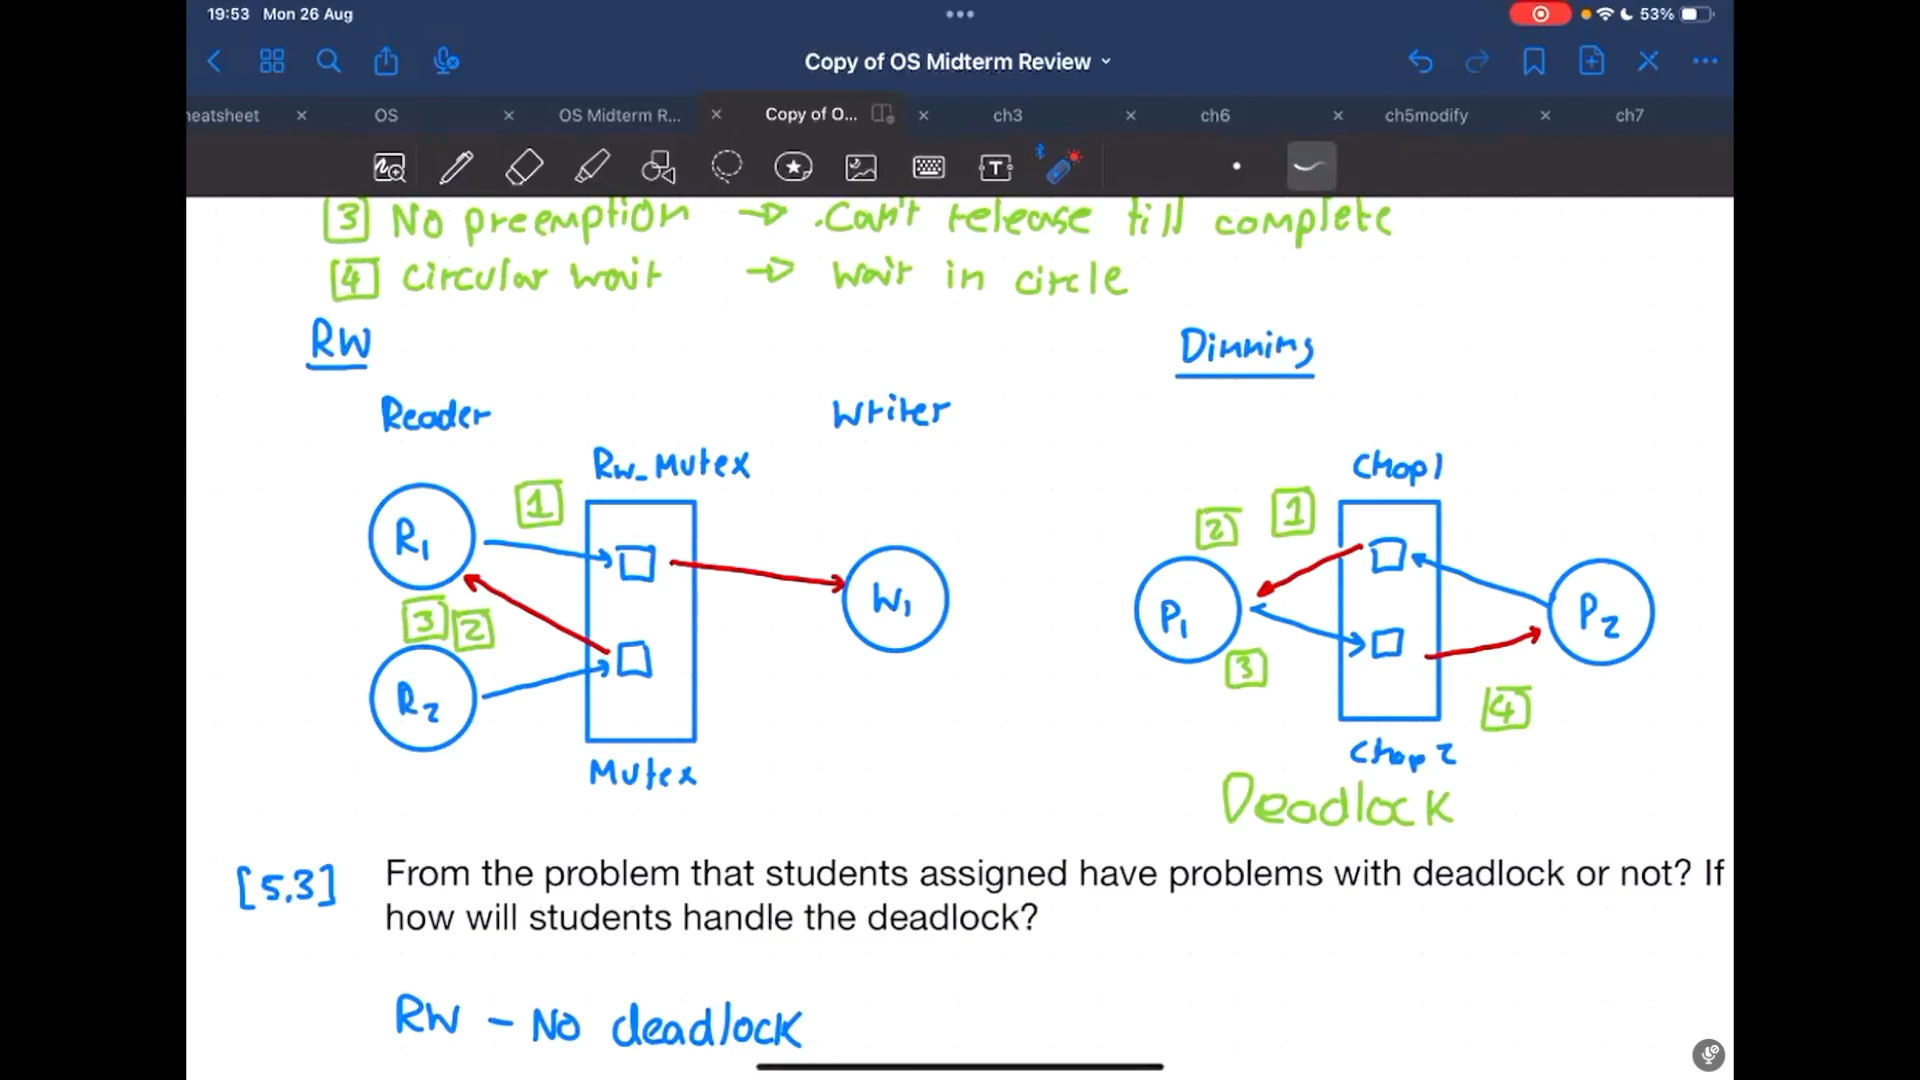 19:53 Mon 26 Aug
53%
Copy of OS Midterm Review
heatsheet
OS
OS Midterm R...
Copy of O...
ch3
ch6
ch5modify
ch7
T
[3] No preemption → .Can't release till complete
[4] Circular wait → wait in circle
RW
Dinning
Reader
Writer
Rw_Mutex
Chop1
R1
1
W1
3
2
R2
Mutex
2
1
P1
P2
3
4
Chop 2
Deadlock
[5.3] From the problem that students assigned have problems with deadlock or not? If
how will students handle the deadlock?
RW - No deadlock